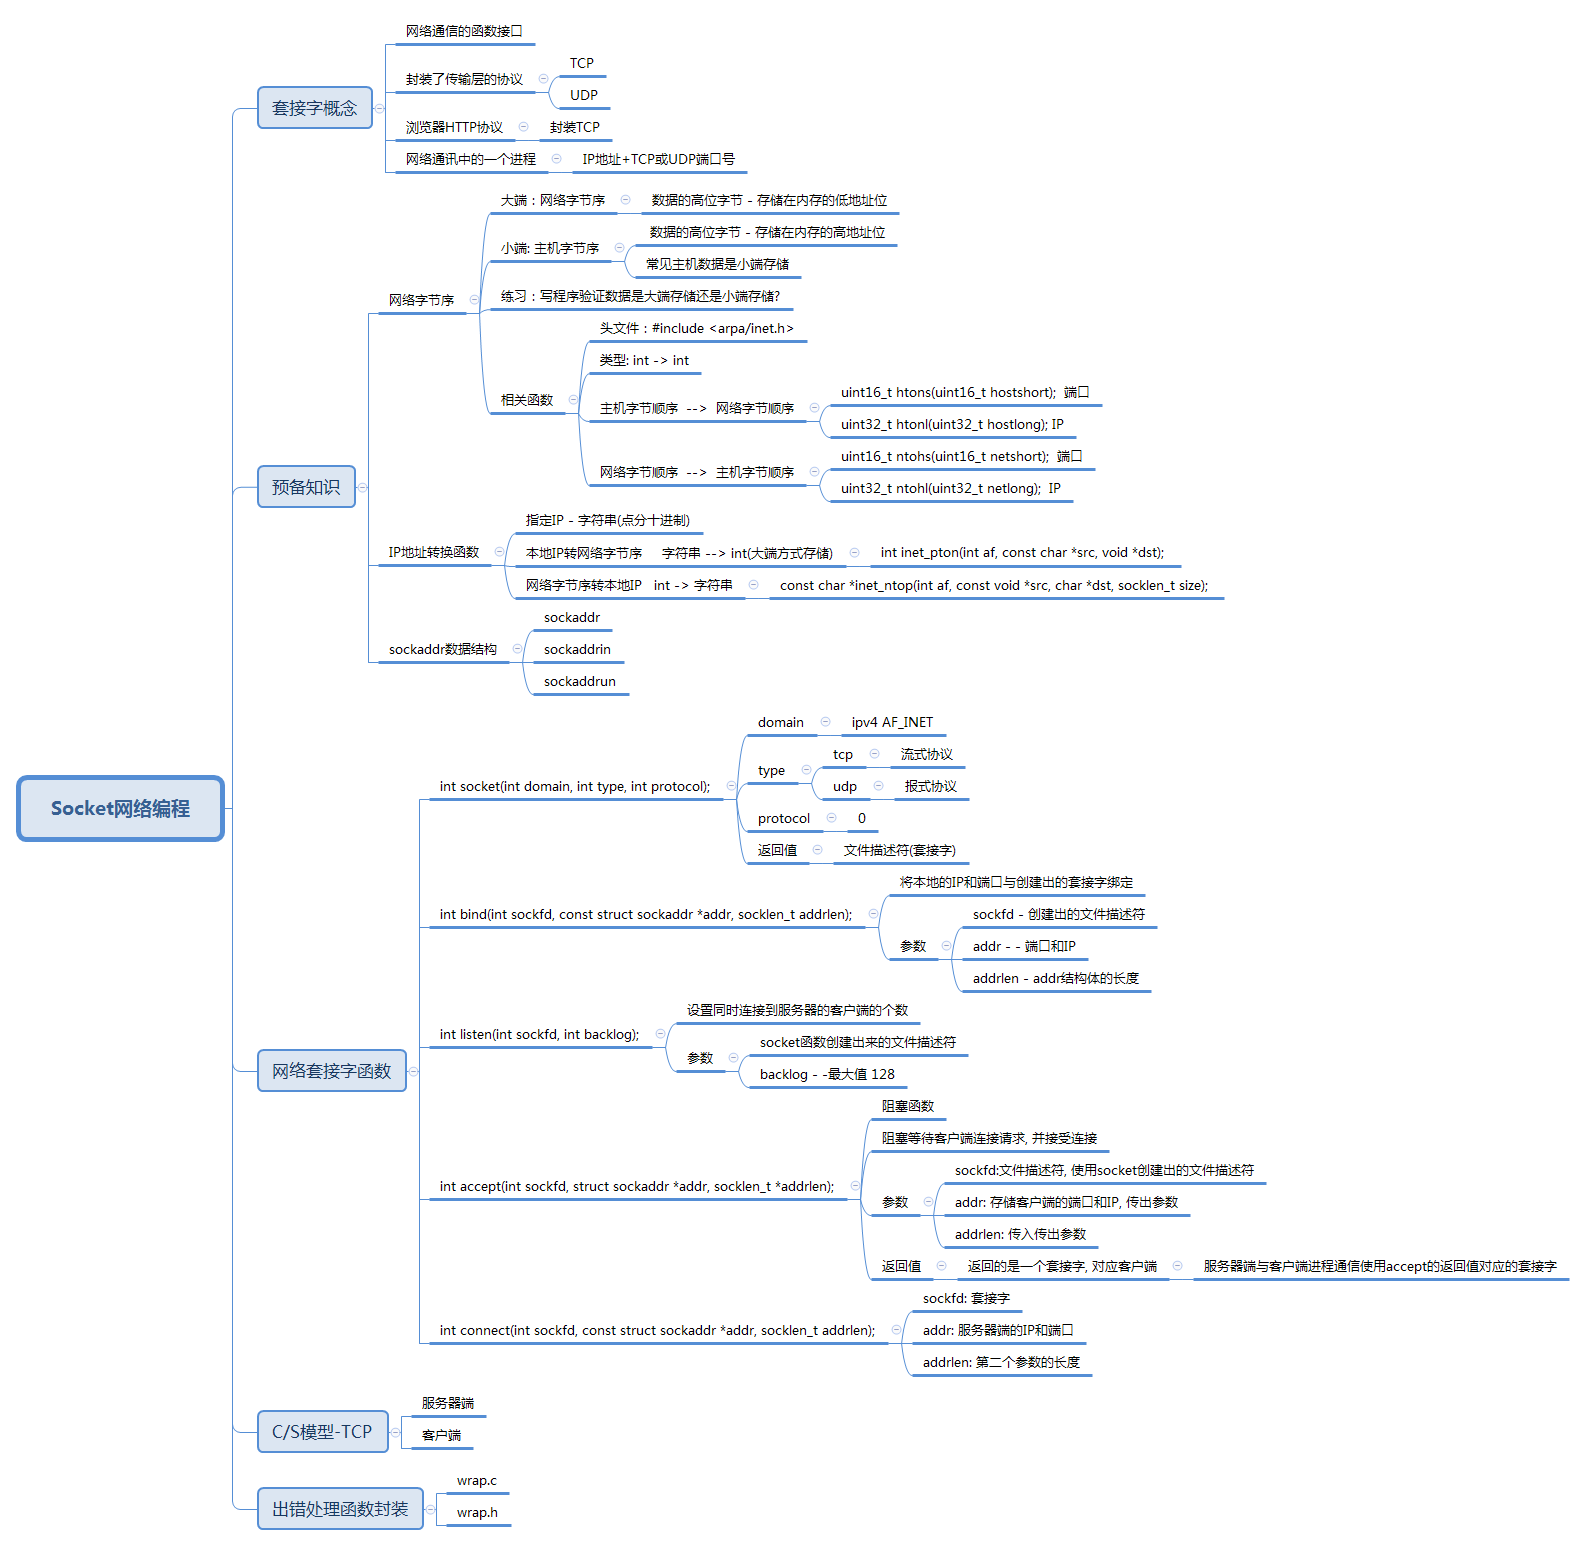 Socket网络编程
套接字概念
网络通信的函数接口
封装了传输层的协议
TCP
UDP
浏览器HTTP协议
封装TCP
网络通讯中的一个进程
IP地址+TCP或UDP端口号
预备知识
网络字节序
大端：网络字节序
数据的高位字节 - 存储在内存的低地址位
小端: 主机字节序
数据的高位字节 - 存储在内存的高地址位
常见主机数据是小端存储
练习：写程序验证数据是大端存储还是小端存储?
相关函数
头文件：#include <arpa/inet.h>
类型: int -> int
主机字节顺序 --> 网络字节顺序
uint16_t htons(uint16_t hostshort); 端口
uint32_t htonl(uint32_t hostlong); IP
网络字节顺序 --> 主机字节顺序
uint16_t ntohs(uint16_t netshort); 端口
uint32_t ntohl(uint32_t netlong); IP
IP地址转换函数
指定IP - 字符串(点分十进制)
本地IP转网络字节序 字符串 --> int(大端方式存储)
int inet_pton(int af, const char *src, void *dst);
网络字节序转本地IP int -> 字符串
const char *inet_ntop(int af, const void *src, char *dst, socklen_t size);
sockaddr数据结构
sockaddr
sockaddrin
sockaddrun
网络套接字函数
int socket(int domain, int type, int protocol);
domain
ipv4 AF_INET
type
tcp
流式协议
udp
报式协议
protocol
0
返回值
文件描述符(套接字)
int bind(int sockfd, const struct sockaddr *addr, socklen_t addrlen);
将本地的IP和端口与创建出的套接字绑定
参数
sockfd - 创建出的文件描述符
addr - - 端口和IP
addrlen - addr结构体的长度
int listen(int sockfd, int backlog);
设置同时连接到服务器的客户端的个数
参数
socket函数创建出来的文件描述符
backlog - -最大值 128
int accept(int sockfd, struct sockaddr *addr, socklen_t *addrlen);
阻塞函数
阻塞等待客户端连接请求, 并接受连接
参数
sockfd:文件描述符, 使用socket创建出的文件描述符
addr: 存储客户端的端口和IP, 传出参数
addrlen: 传入传出参数
返回值
返回的是一个套接字, 对应客户端
服务器端与客户端进程通信使用accept的返回值对应的套接字
int connect(int sockfd, const struct sockaddr *addr, socklen_t addrlen);
sockfd: 套接字
addr: 服务器端的IP和端口
addrlen: 第二个参数的长度
C/S模型-TCP
服务器端
客户端
出错处理函数封装
wrap.c
wrap.h